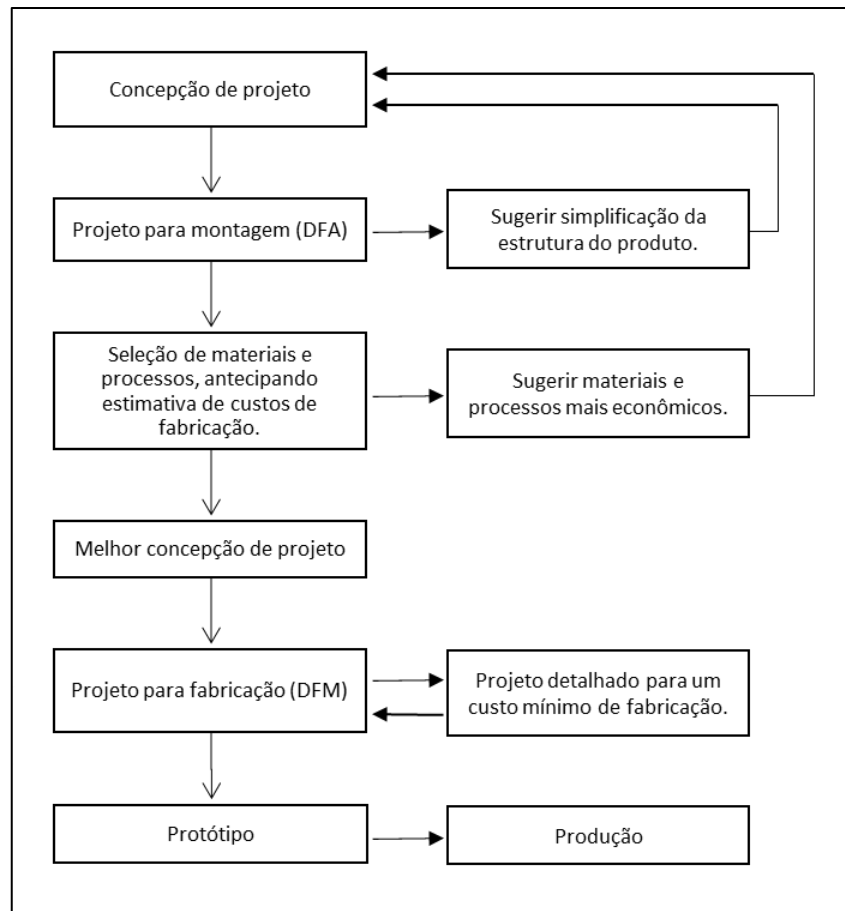 Concepção de projeto
Projeto para montagem (DFA)
Sugerir simplificação da
estrutura do produto.
Seleção de materiais e
processos, antecipando
estimativa de custos de
fabricação.
Sugerir materiais e
processos mais econômicos.
Melhor concepção de projeto
Projeto para fabricação (DFM)
Projeto detalhado para um
custo mínimo de fabricação.
Protótipo
Produção